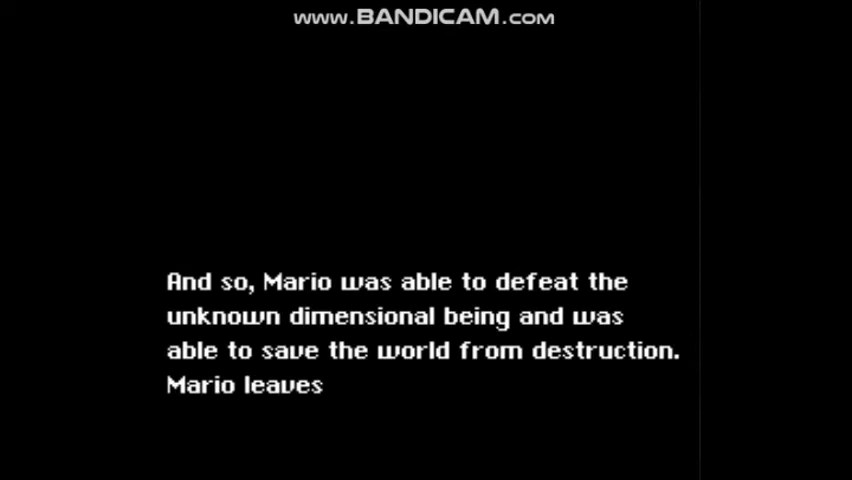 www.BANDICAM.com
And so, Mario was able to defeat the
unknown dimensional being and was
able to save the world from destruction.
Mario leaves